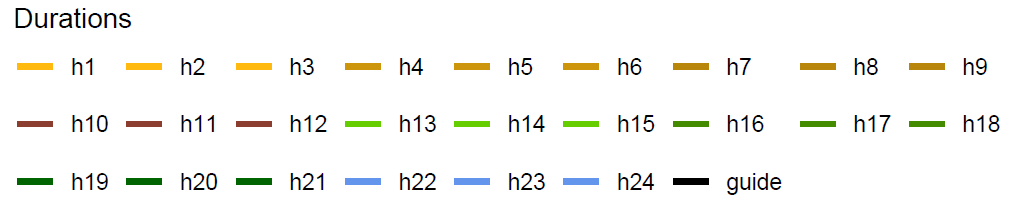 Durations
h1 h2 h3 h4 h5 h6 h7 h8 h9
h10 h11 h12 h13 h14 h15 h16 h17 h18
h19 h20 h21 h22 h23 h24 guide